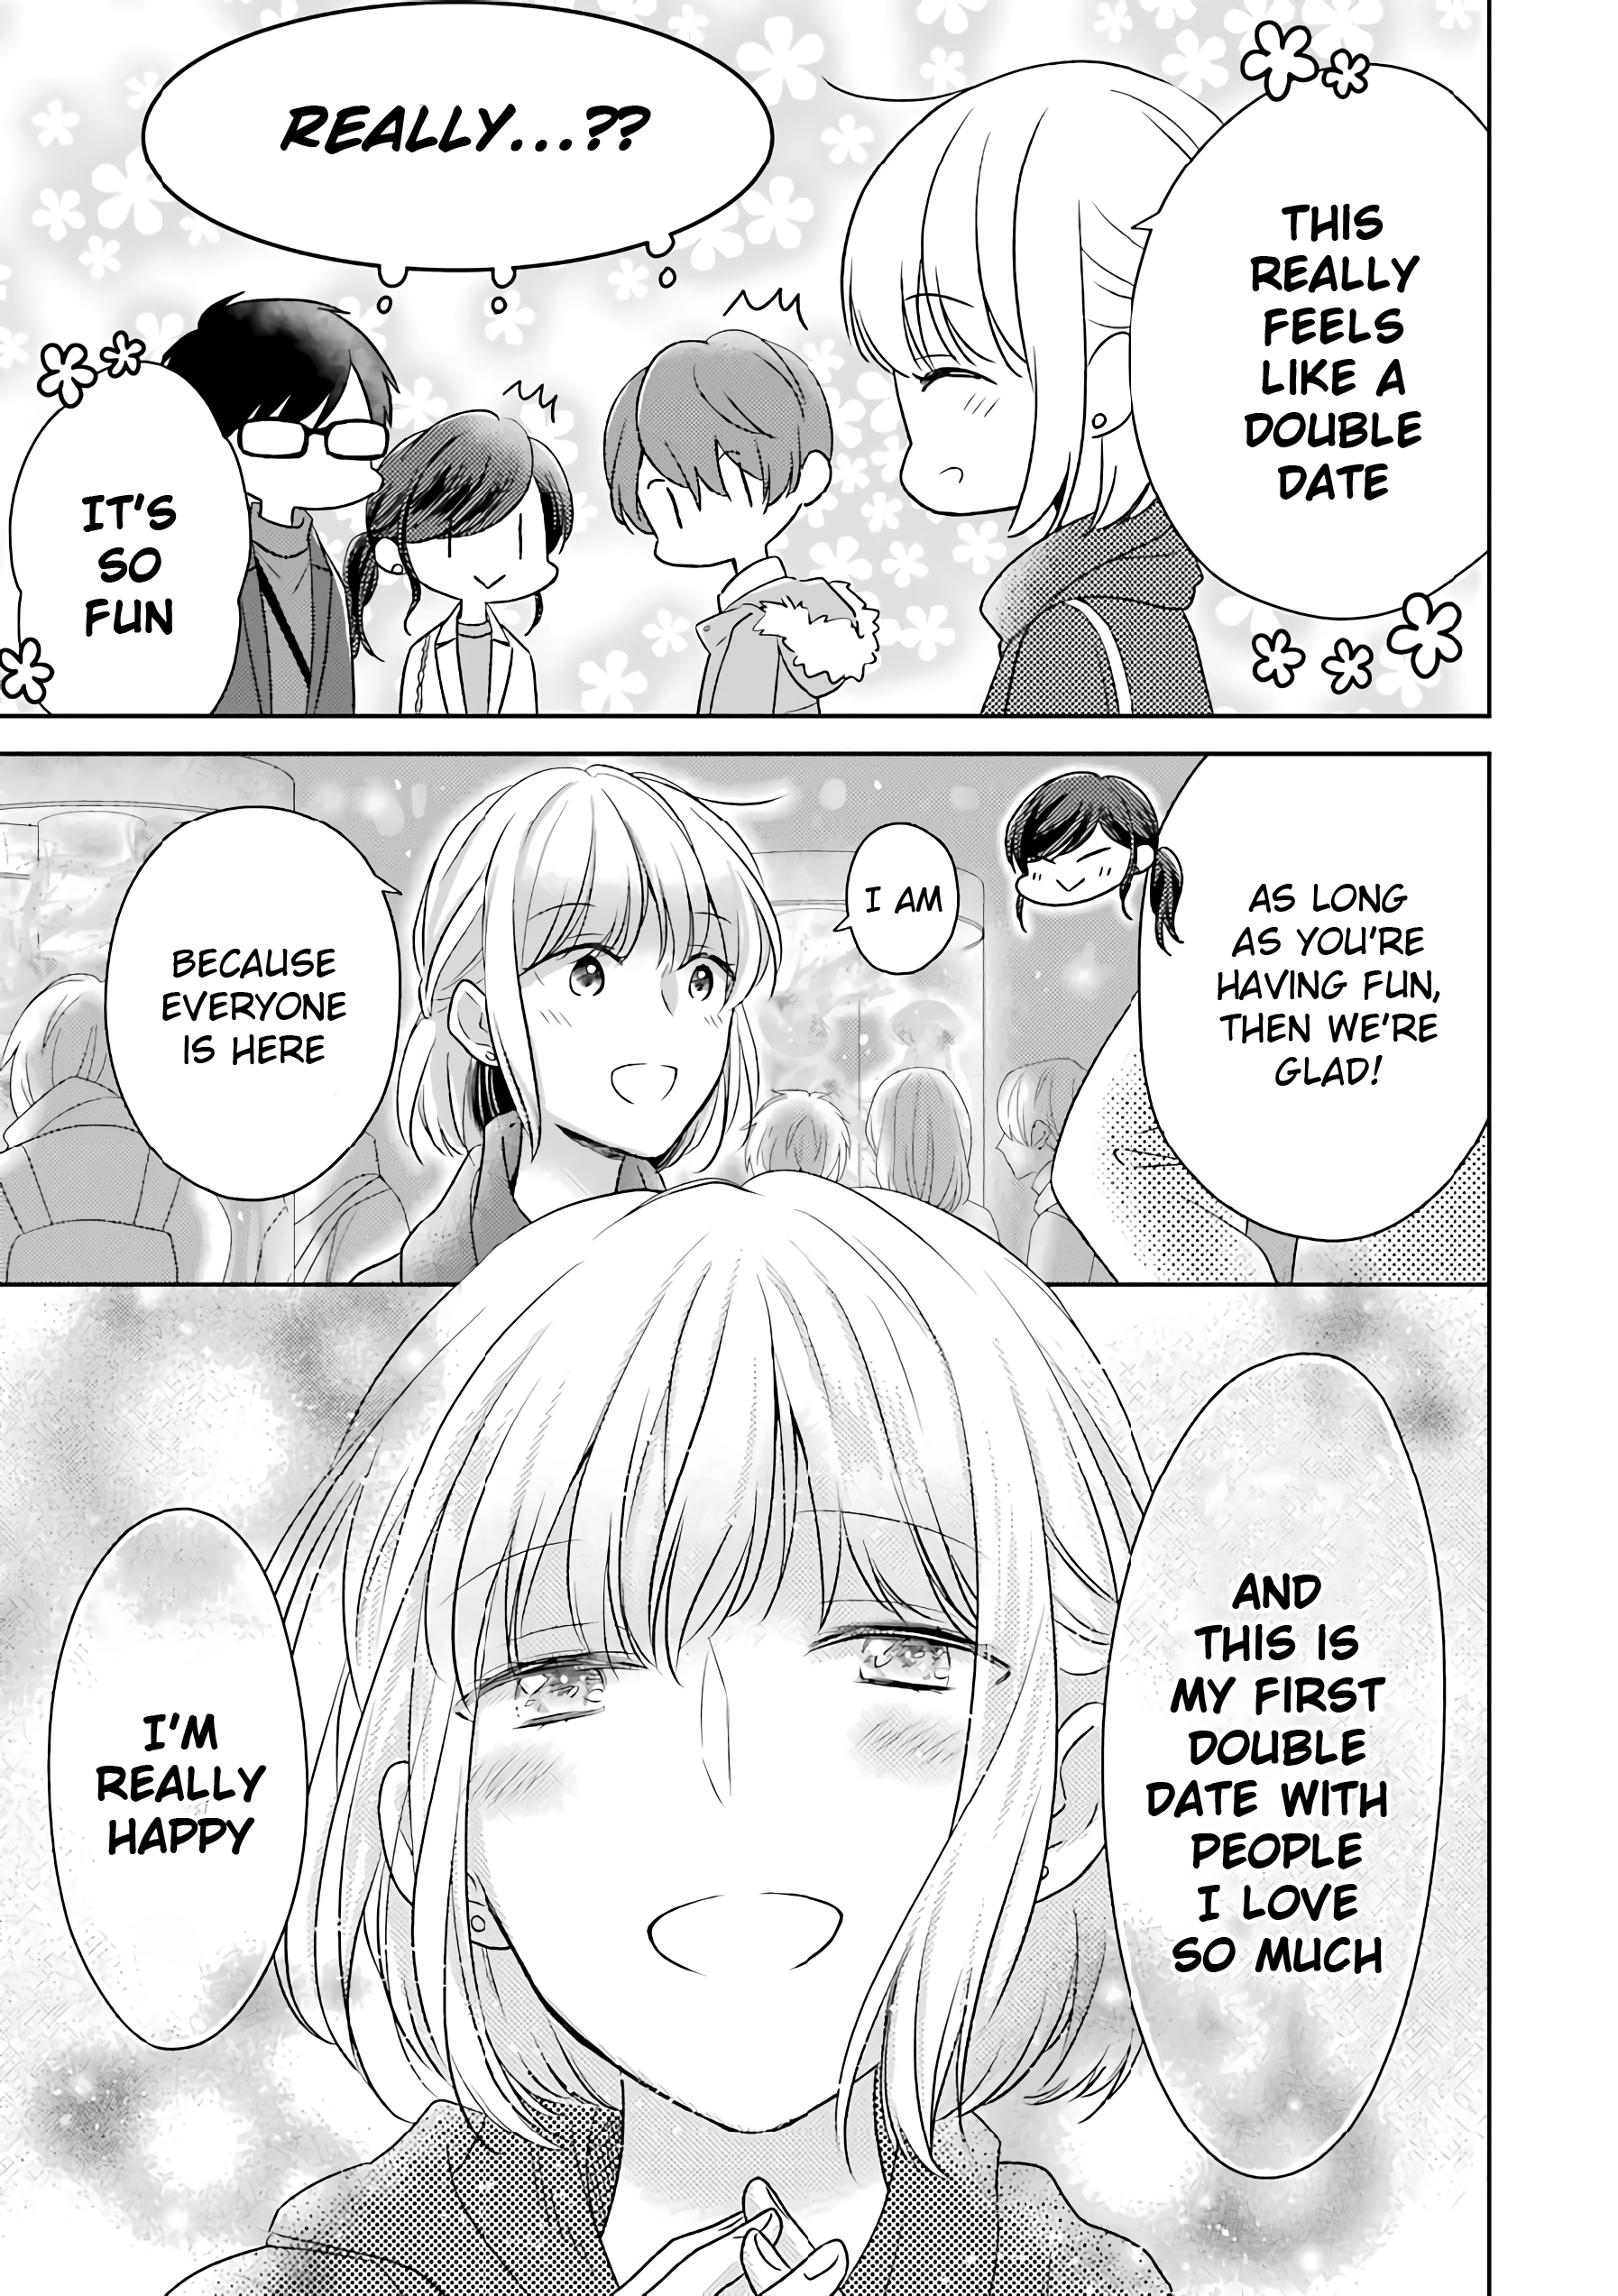 THIS
REALLY
FEELS
LIKE A
DOUBLE
DATE
REALLY...??
IT'S
SO
FUN
AS LONG
AS YOU'RE
HAVING FUN,
THEN WE'RE
GLAD!
I AM
BECAUSE
EVERYONE
IS HERE
AND
THIS IS
MY FIRST
DOUBLE
DATE WITH
PEOPLE
I LOVE
SO MUCH
I'M
REALLY
HAPPY